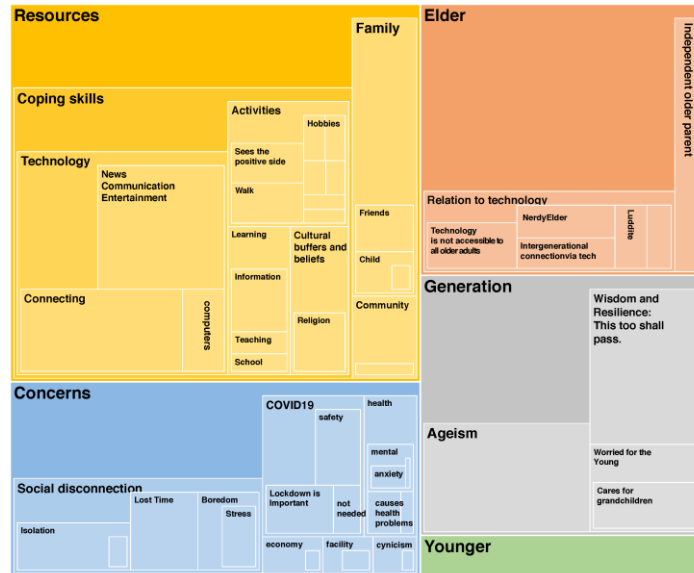 Resources
Family
Coping skills
Activities
Hobbies
Sees the
positive side
Technology
News
Communication
Entertainment
Walk
Friends
Learning
Cultural
buffers and
beliefs
Child
Information
Connecting
computers
Community
Religion
Teaching
School
Elder
Independent older parent
Relation to technology
NerdyElder
Luddite
Technology
is not accessible to
all older adults
Intergenerational
connectionvia tech
Generation
Wisdom and
Resilience:
This too shall
pass.
Ageism
Worried for the
Young
Cares for
grandchildren
Younger
Concerns
COVID19
health
safety
mental
anxiety
Social disconnection
Lost Time
Boredom
Stress
Lockdown is
important
not
needed
causes
health
problems
Isolation
economy
facility
cynicism